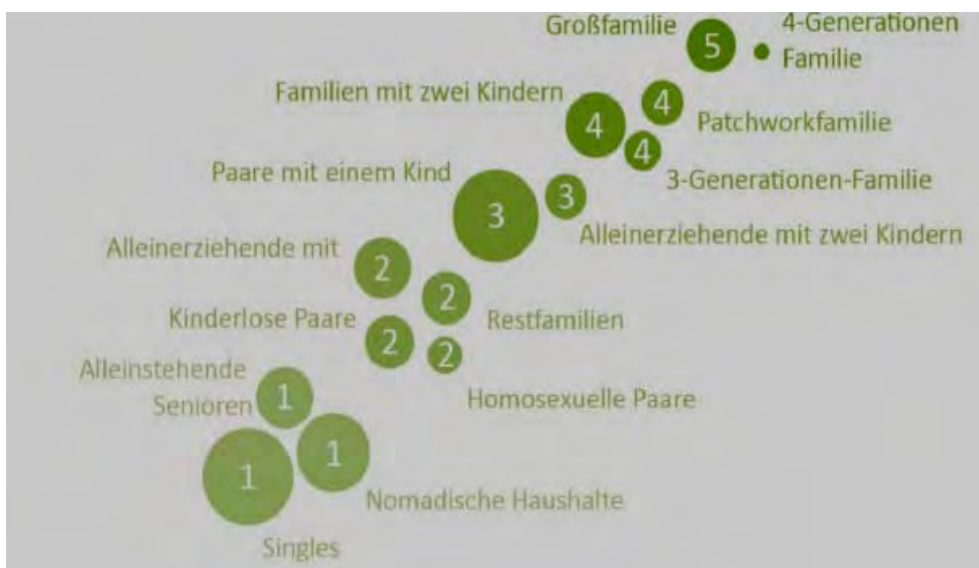 Großfamilie
5
4-Generationen
Familie
Familien mit zwei Kindern
4
4
Patchworkfamilie
4
3-Generationen-Familie
Paare mit einem Kind
3
3
Alleinerziehende mit zwei Kindern
Alleinerziehende mit
2
2
Restfamilien
Kinderlose Paare
2
2
Homosexuelle Paare
Alleinstehende
Senioren
1
1
Nomadische Haushalte
1
Singles